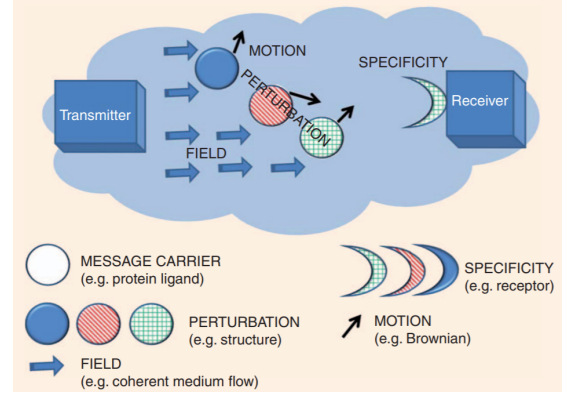 MOTION
SPECIFICITY
PERTURBATION
Transmitter
Receiver
FIELD
MESSAGE CARRIER
(e.g. protein ligand)
SPECIFICITY
(e.g. receptor)
PERTURBATION
(e.g. structure)
MOTION
(e.g. Brownian)
FIELD
(e.g. coherent medium flow)